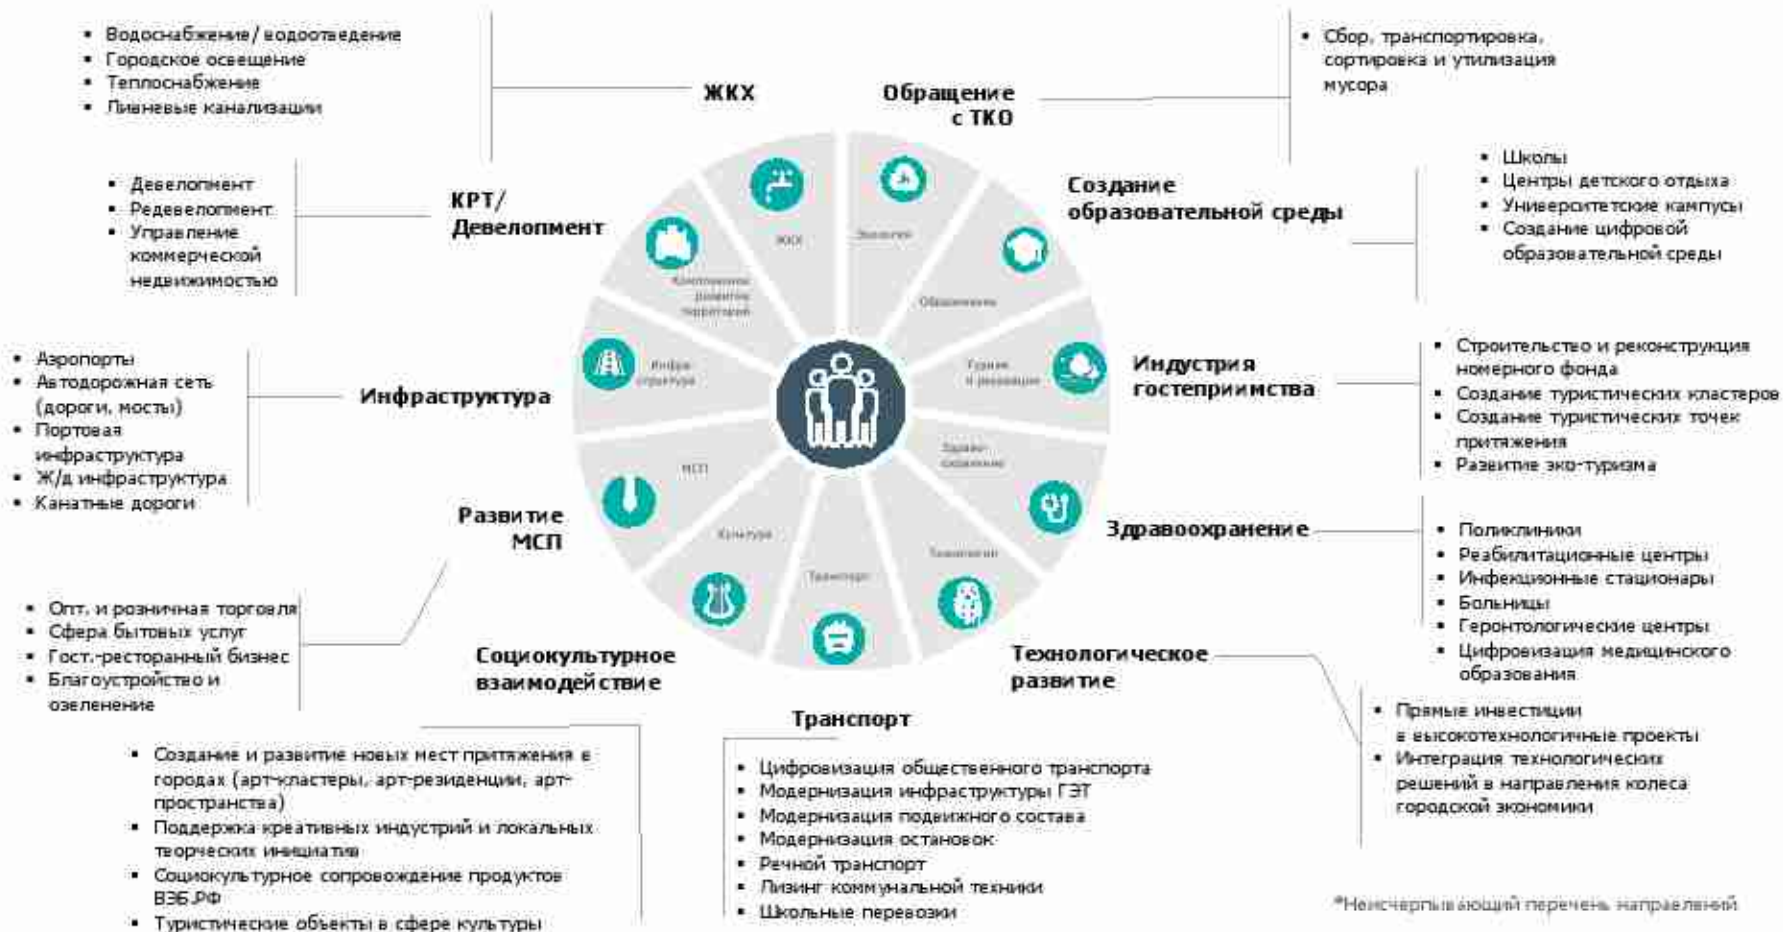 Водоснабжение/ водоотведение
Городское освещение
Теплоснабжение
Ливневые канализации
ЖКХ
Обращение
с ТКО
Сбор, транспортировка,
сортировка и утилизация
мусора
Девелопмент
Редевелопмент
Управление
коммерческой
недвижимостью
КРТ/
Девелопмент
Создание
образовательной среды
Школы
Центры детского отдыха
Университетские кампусы
Создание цифровой
образовательной среды
ЖКХ
Экология
Комплексное
развитие
территорий
Образование
Аэропорты
Автодорожная сеть
(дороги, мосты)
Портовая
инфраструктура
Ж/д инфраструктура
Канатные дороги
Инфраструктура
Инфра-
структура
Туризм
и рекреация
Индустрия
гостеприимства
Строительство и реконструкция
номерного фонда
Создание туристических кластеров
Создание туристических точек
притяжения
Развитие эко-туризма
МСП
Здраво-
охранение
Развитие
МСП
Культура
Транспорт
Технологии
Здравоохранение
Поликлиники
Реабилитационные центры
Инфекционные стационары
Больницы
Геронтологические центры
Цифровизация медицинского
образования
Опт. и розничная торговля
Сфера бытовых услуг
Гост.-ресторанный бизнес
Благоустройство и
озеленение
Социокультурное
взаимодействие
Технологическое
развитие
Прямые инвестиции
в высокотехнологичные проекты
Интеграция технологических
решений в направления колеса
городской экономики
Транспорт
Создание и развитие новых мест притяжения в
городах (арт-кластеры, арт-резиденции, арт-
пространства)
Поддержка креативных индустрий и локальных
творческих инициатив
Социокультурное сопровождение продуктов
ВЭБ.РФ
Туристические объекты в сфере культуры
Цифровизация общественного транспорта
Модернизация инфраструктуры ГЭТ
Модернизация подвижного состава
Модернизация остановок
Речной транспорт
Лизинг коммунальной техники
Школьные перевозки
*Неисчерпывающий перечень направлений